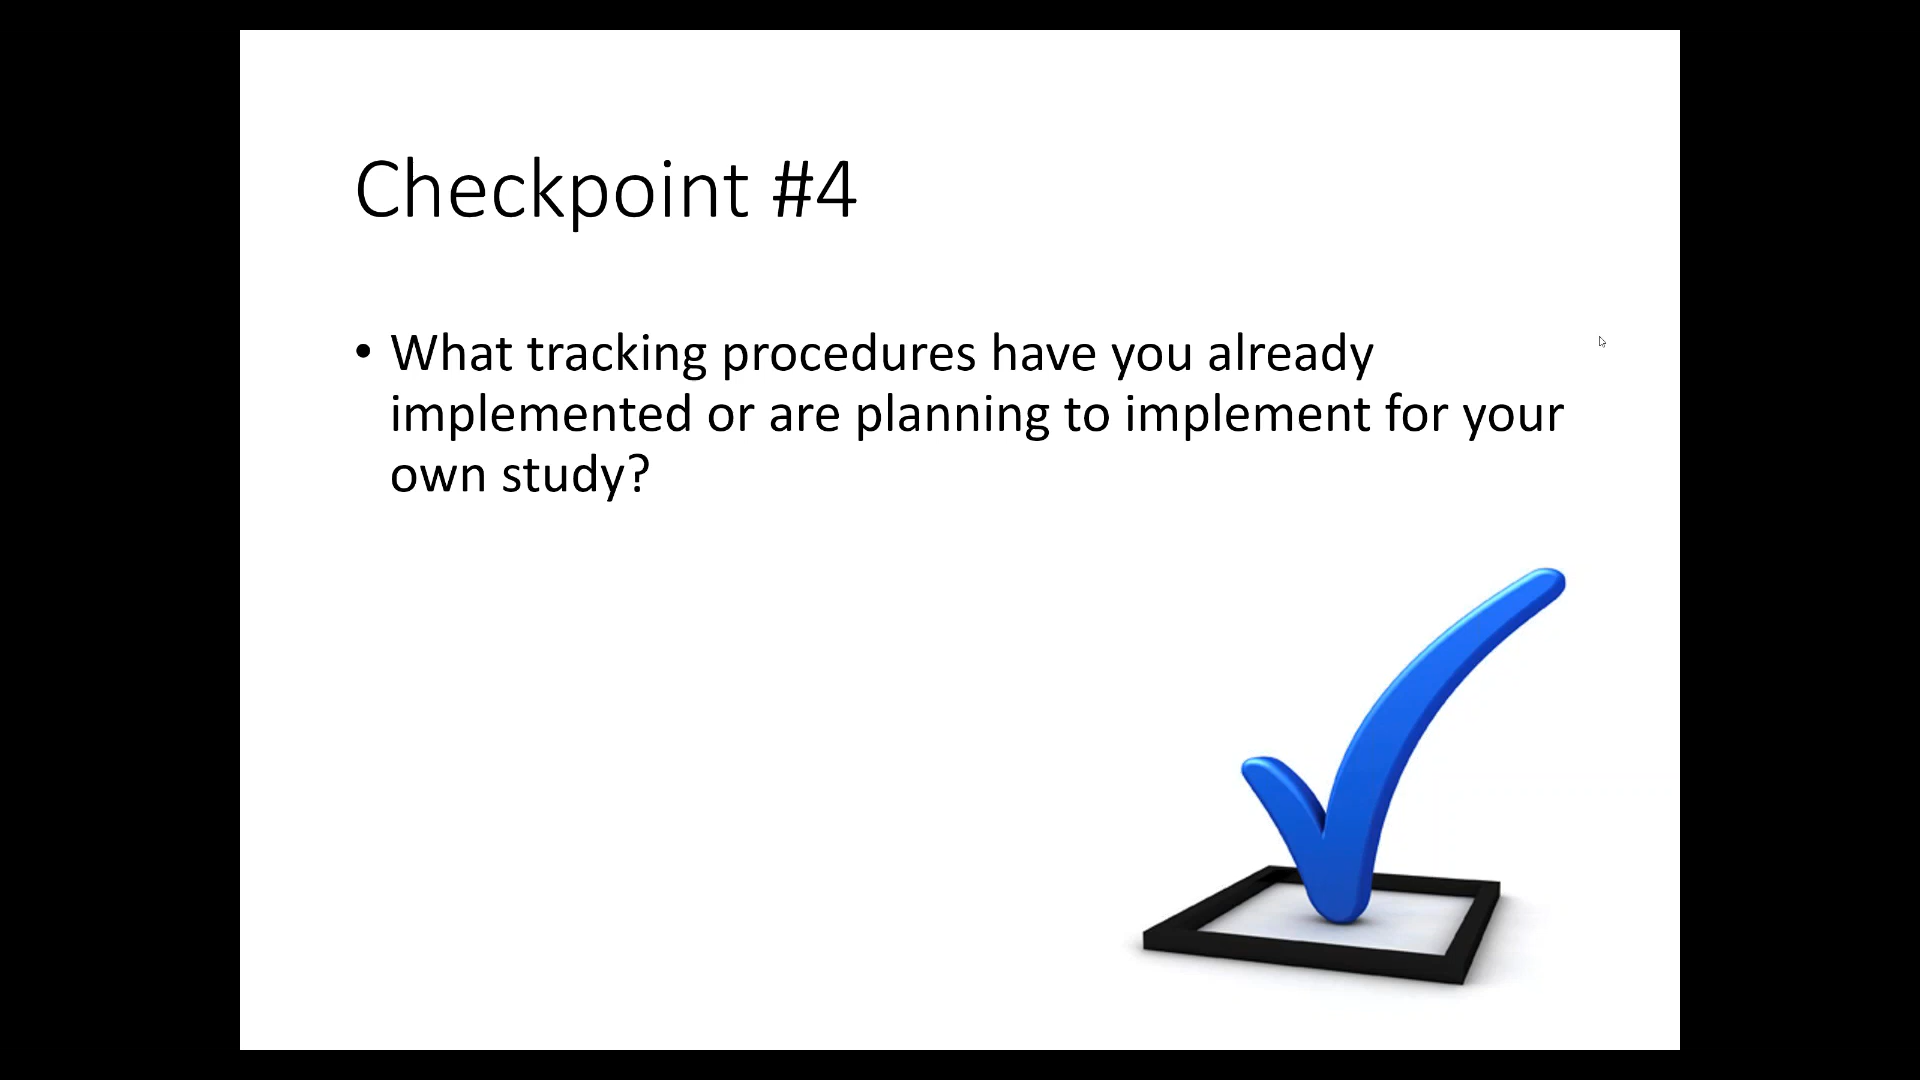 Checkpoint #4
• What tracking procedures have you already
implemented or are planning to implement for your
own study?